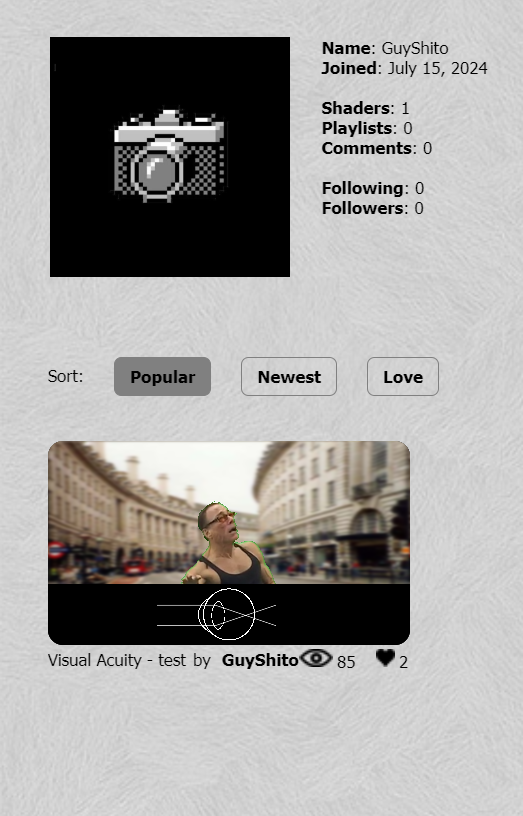 Name: GuyShito
Joined: July 15, 2024
Shaders: 1
Playlists: 0
Comments: 0
Following: 0
Followers: 0
Sort: Popular Newest Love
Visual Acuity - test by GuyShito 85 2